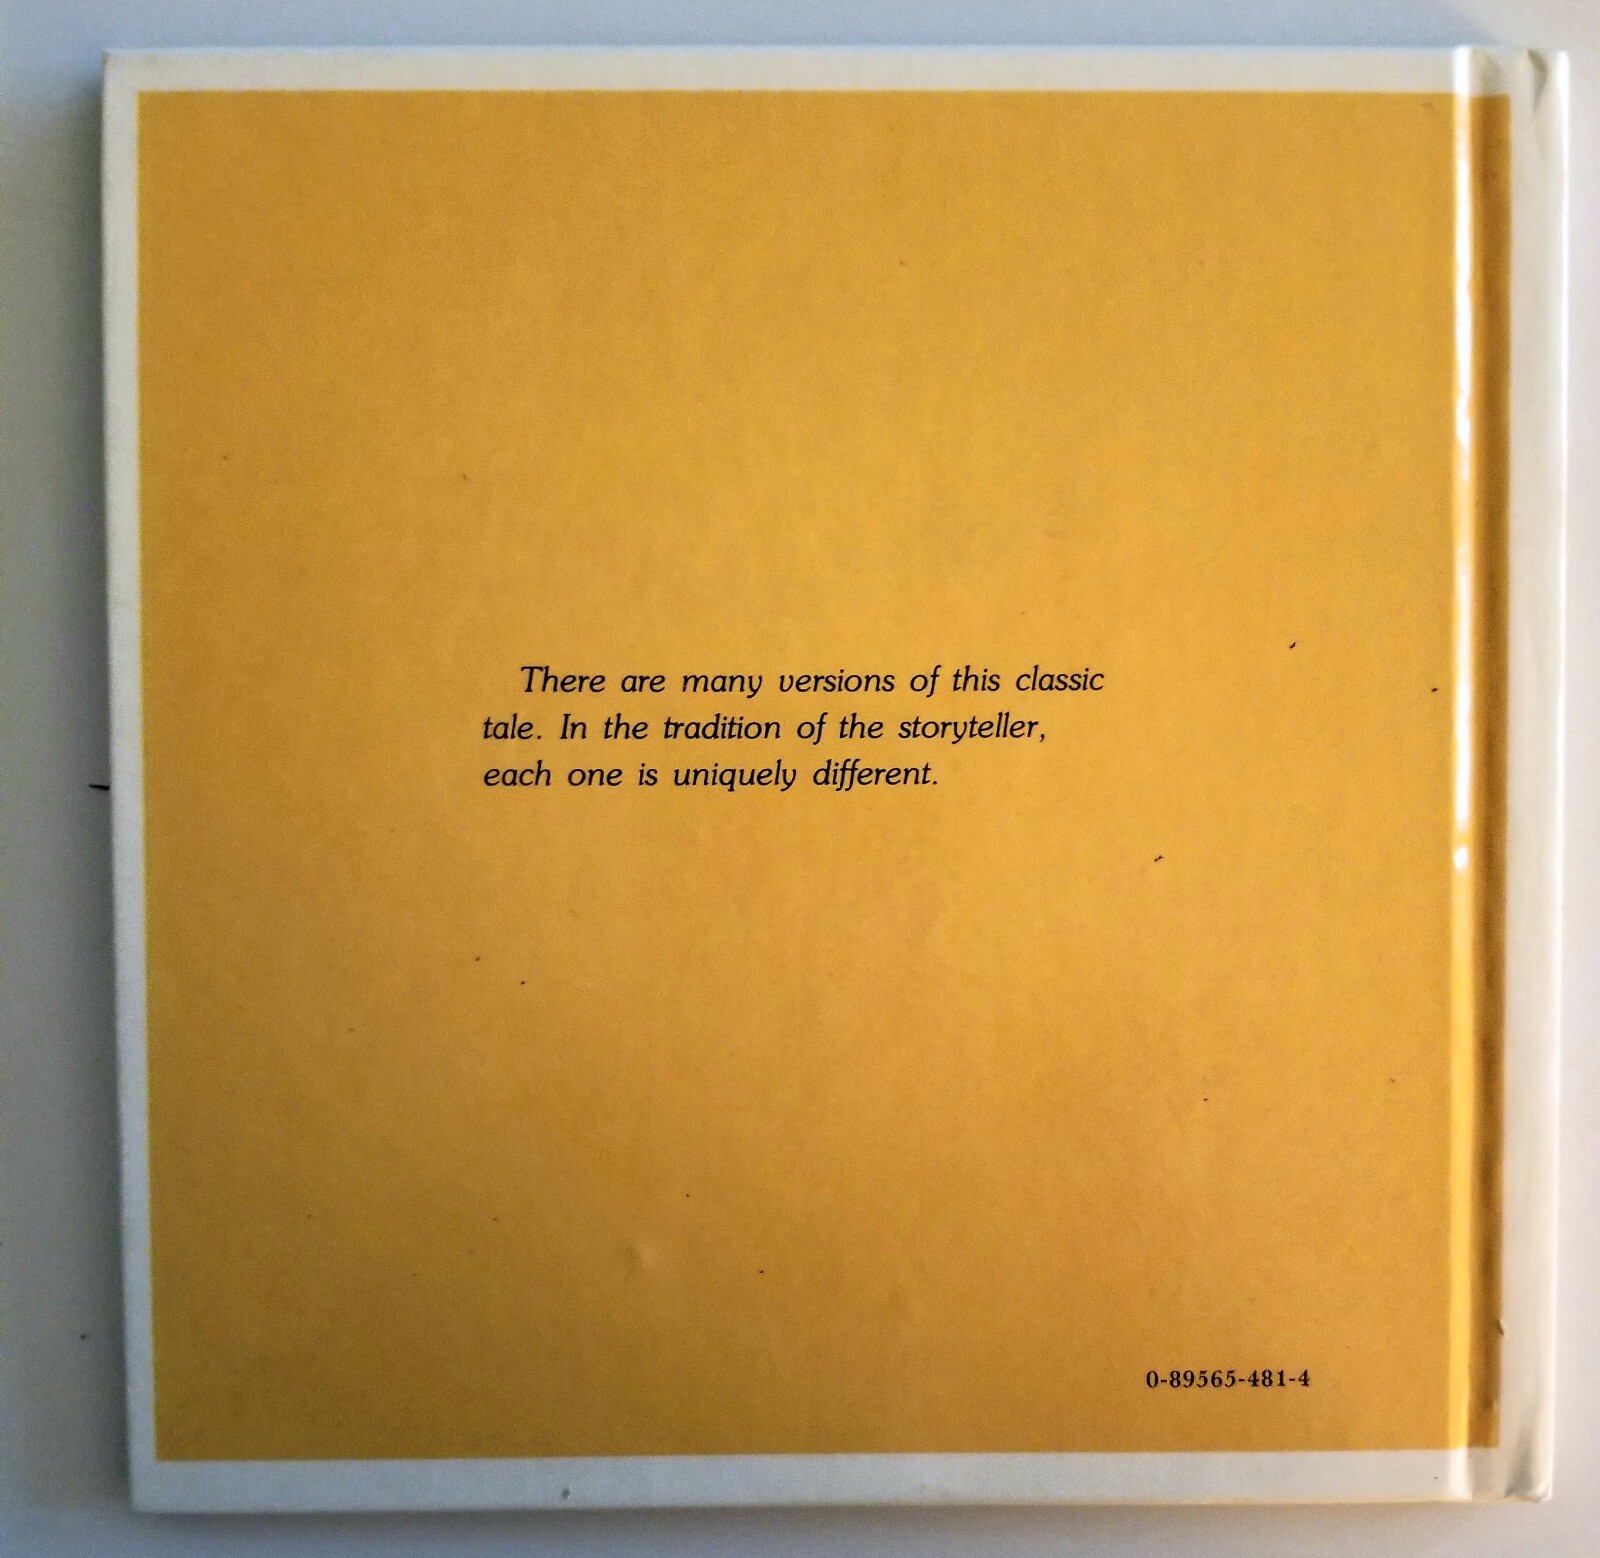 There are many versions of this classic
tale. In the tradition of the storyteller,
each one is uniquely different.
0-89565-481-4